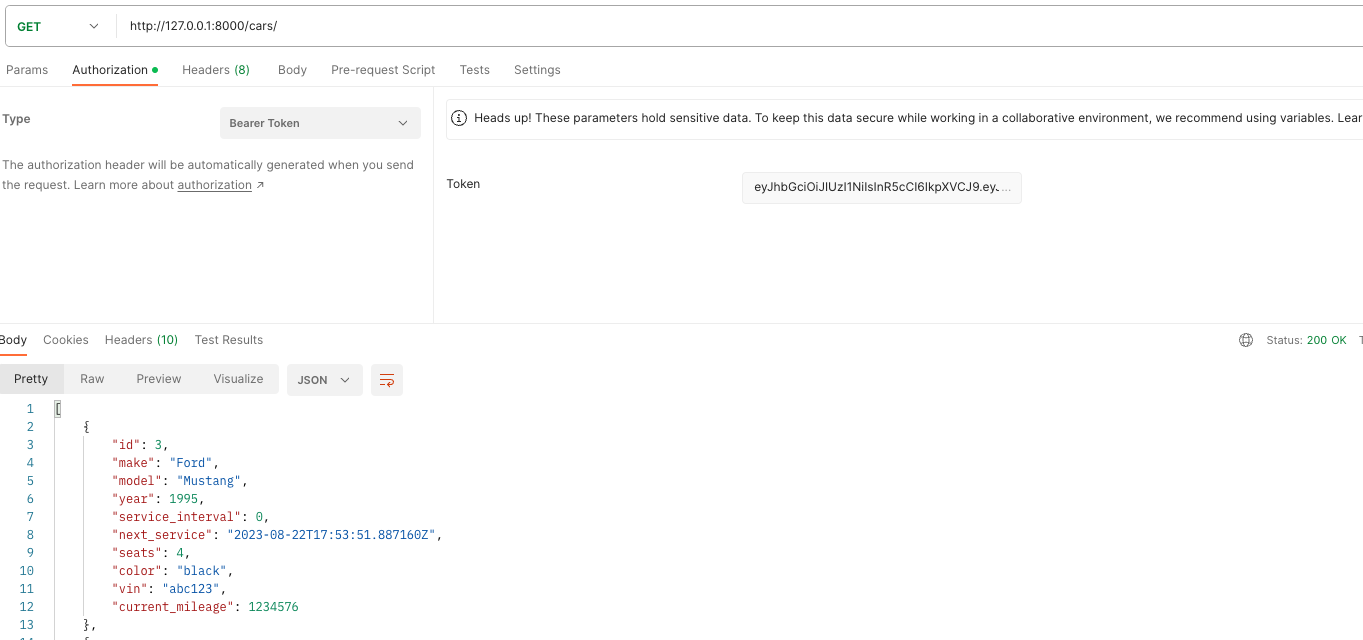 GET http://127.0.0.1:8000/cars/
Params Authorization Headers (8) Body Pre-request Script Tests Settings
Type Bearer Token
The authorization header will be automatically generated when you send
the request. Learn more about authorization ↗
Heads up! These parameters hold sensitive data. To keep this data secure while working in a collaborative environment, we recommend using variables. Lear
Token eyJhbGciOiJIUzI1NiIsInR5cCI6IkpXVCJ9.eyJ...
Body Cookies Headers (10) Test Results Status: 200 OK T
Pretty Raw Preview Visualize JSON
1 [
2 {
3 "id": 3,
4 "make": "Ford",
5 "model": "Mustang",
6 "year": 1995,
7 "service_interval": 0,
8 "next_service": "2023-08-22T17:53:51.887160Z",
9 "seats": 4,
10 "color": "black",
11 "vin": "abc123",
12 "current_mileage": 1234576
13 },
14 {